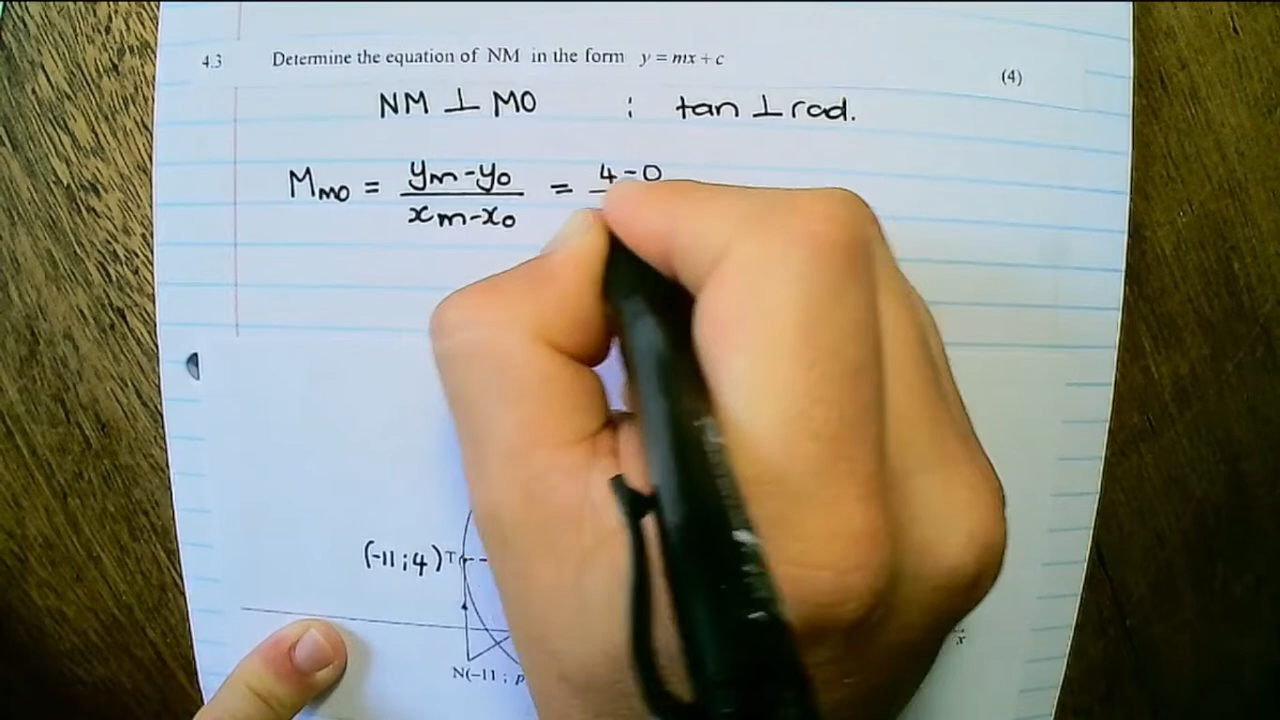 4.3 Determine the equation of NM in the form y = mx + c
(4)
NM ⊥ MO : tan ⊥ rad.
Mmo = ym - yo / xm - xo = 4 - 0
(-11 ; 4) T
x
N(-11 ; p